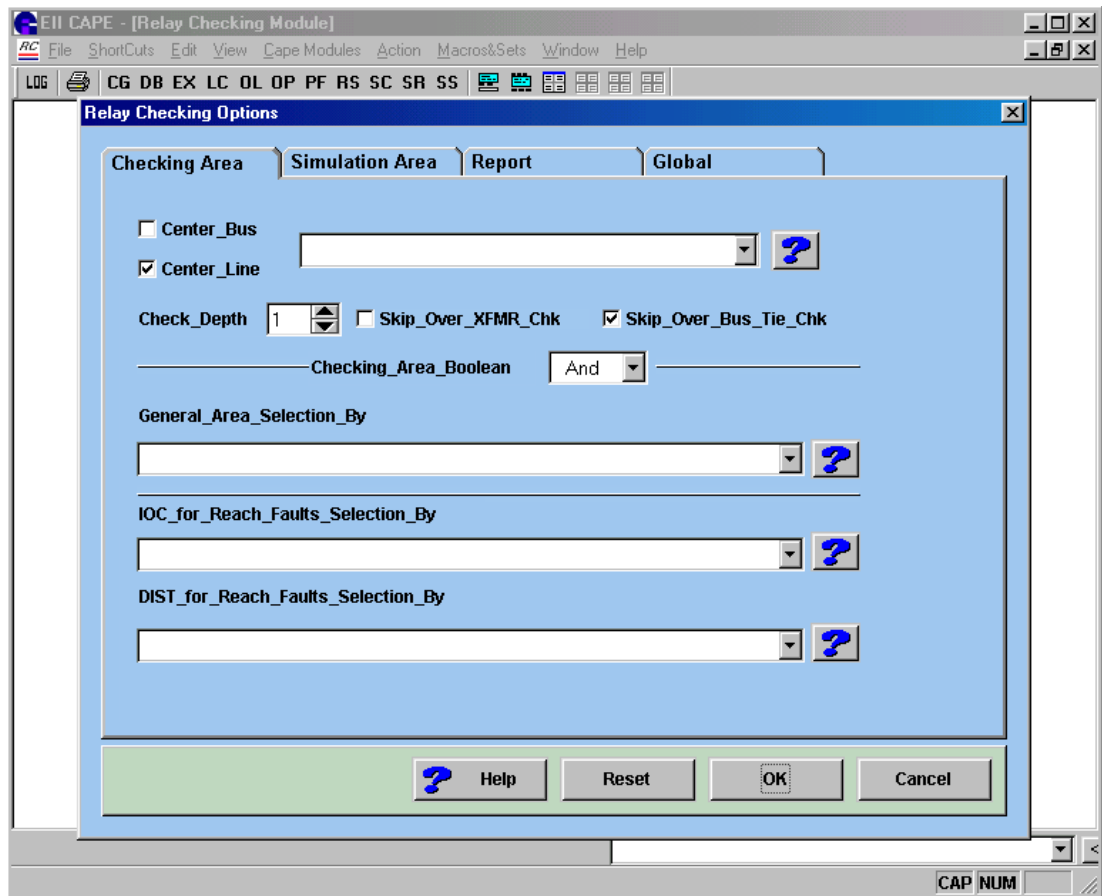 EII CAPE - [Relay Checking Module]
RC File ShortCuts Edit View Cape Modules Action Macros&Sets Window Help
LOG CG DB EX LC OL OP PF RS SC SR SS
Relay Checking Options
Checking Area Simulation Area Report Global
Center_Bus
Center_Line
Check_Depth 1 Skip_Over_XFMR_Chk Skip_Over_Bus_Tie_Chk
Checking_Area_Boolean And
General_Area_Selection_By
IOC_for_Reach_Faults_Selection_By
DIST_for_Reach_Faults_Selection_By
Help Reset OK Cancel
CAP NUM